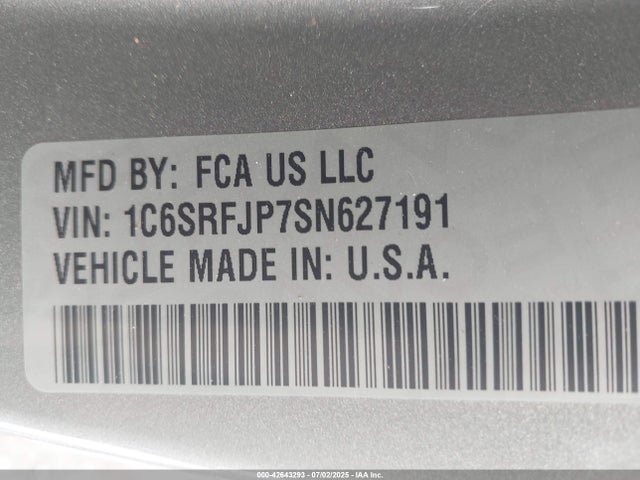 MFD BY: FCA US LLC
VIN: 1C6SRFJP7SN627191
VEHICLE MADE IN: U.S.A.
000-42643293 - 07/02/2025 - IAA Inc.